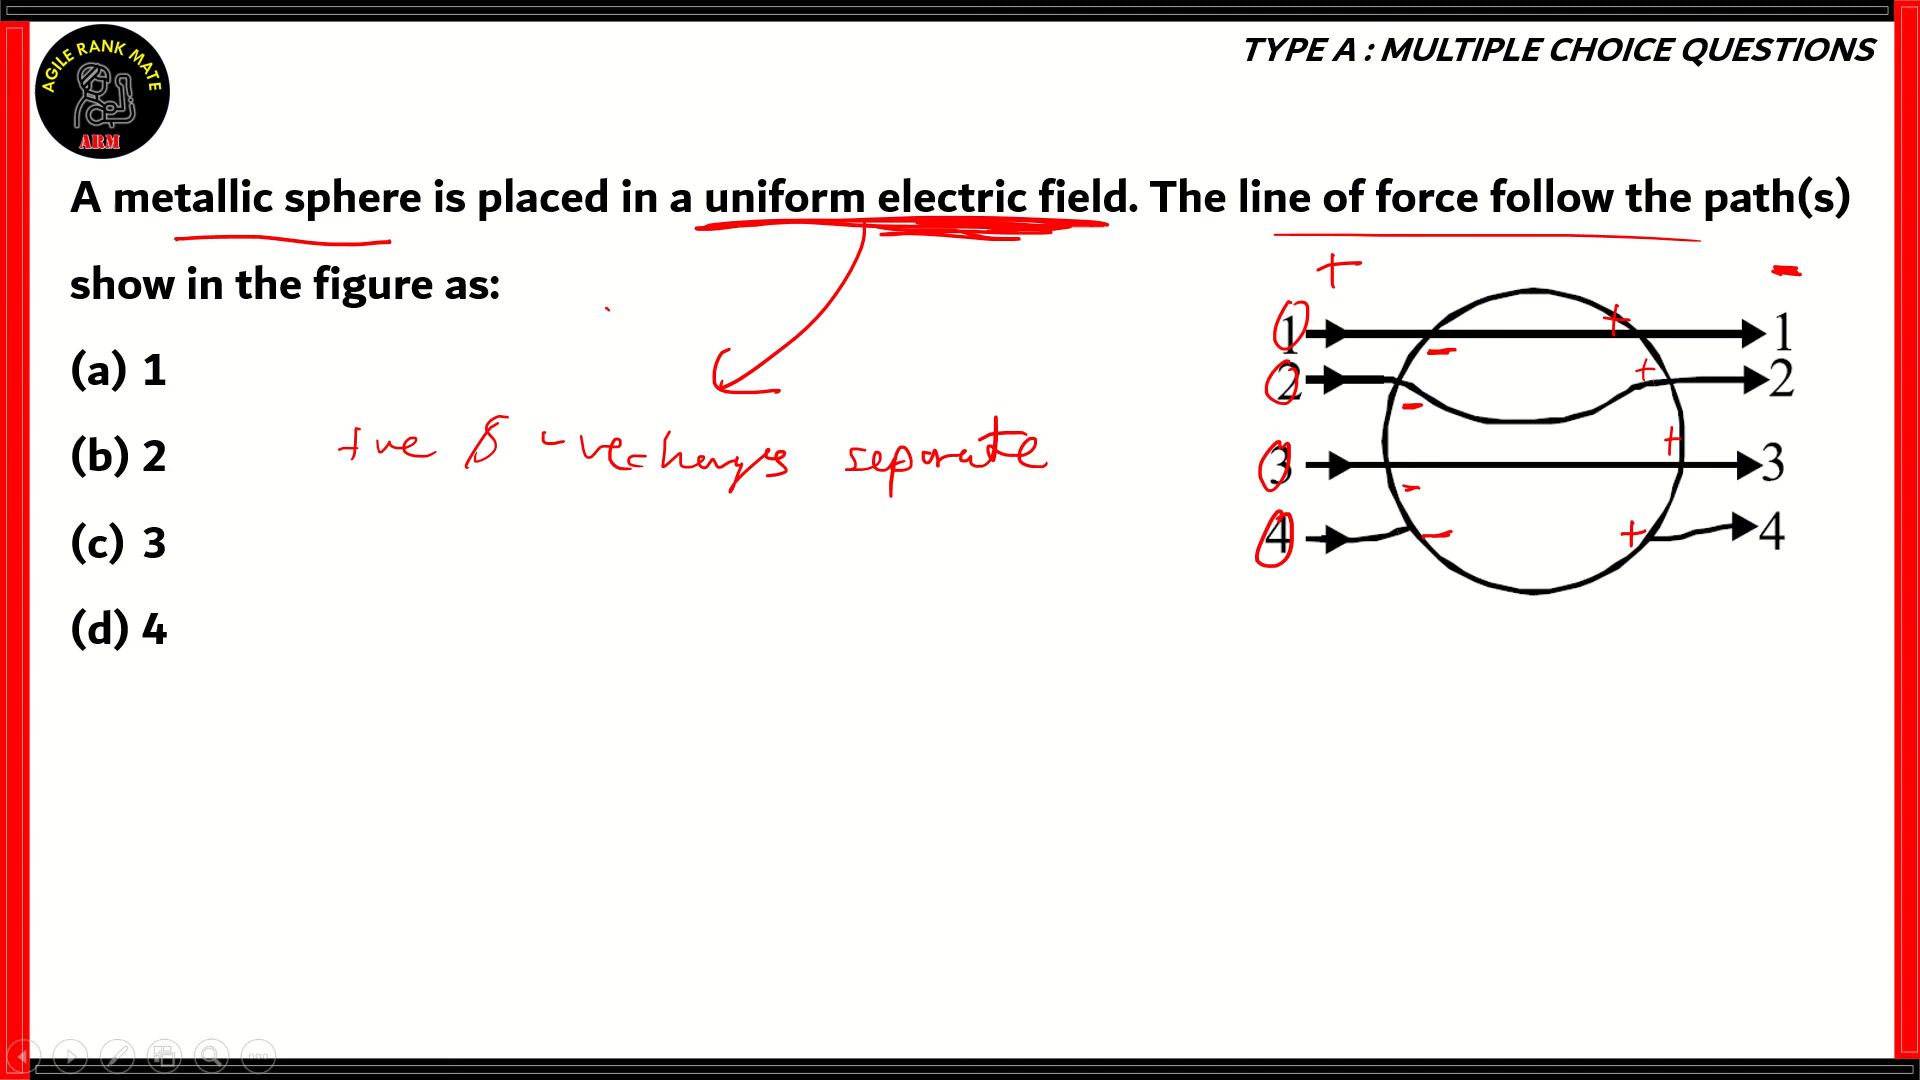 AGILE RANK MATE
ARM
TYPE A : MULTIPLE CHOICE QUESTIONS
A metallic sphere is placed in a uniform electric field. The line of force follow the path(s)
show in the figure as:
(a) 1
(b) 2
(c) 3
(d) 4
+ve & -ve charges separate
+ -
1 + 1
-
2 + 2
-
+
3 3
-
4 - + 4